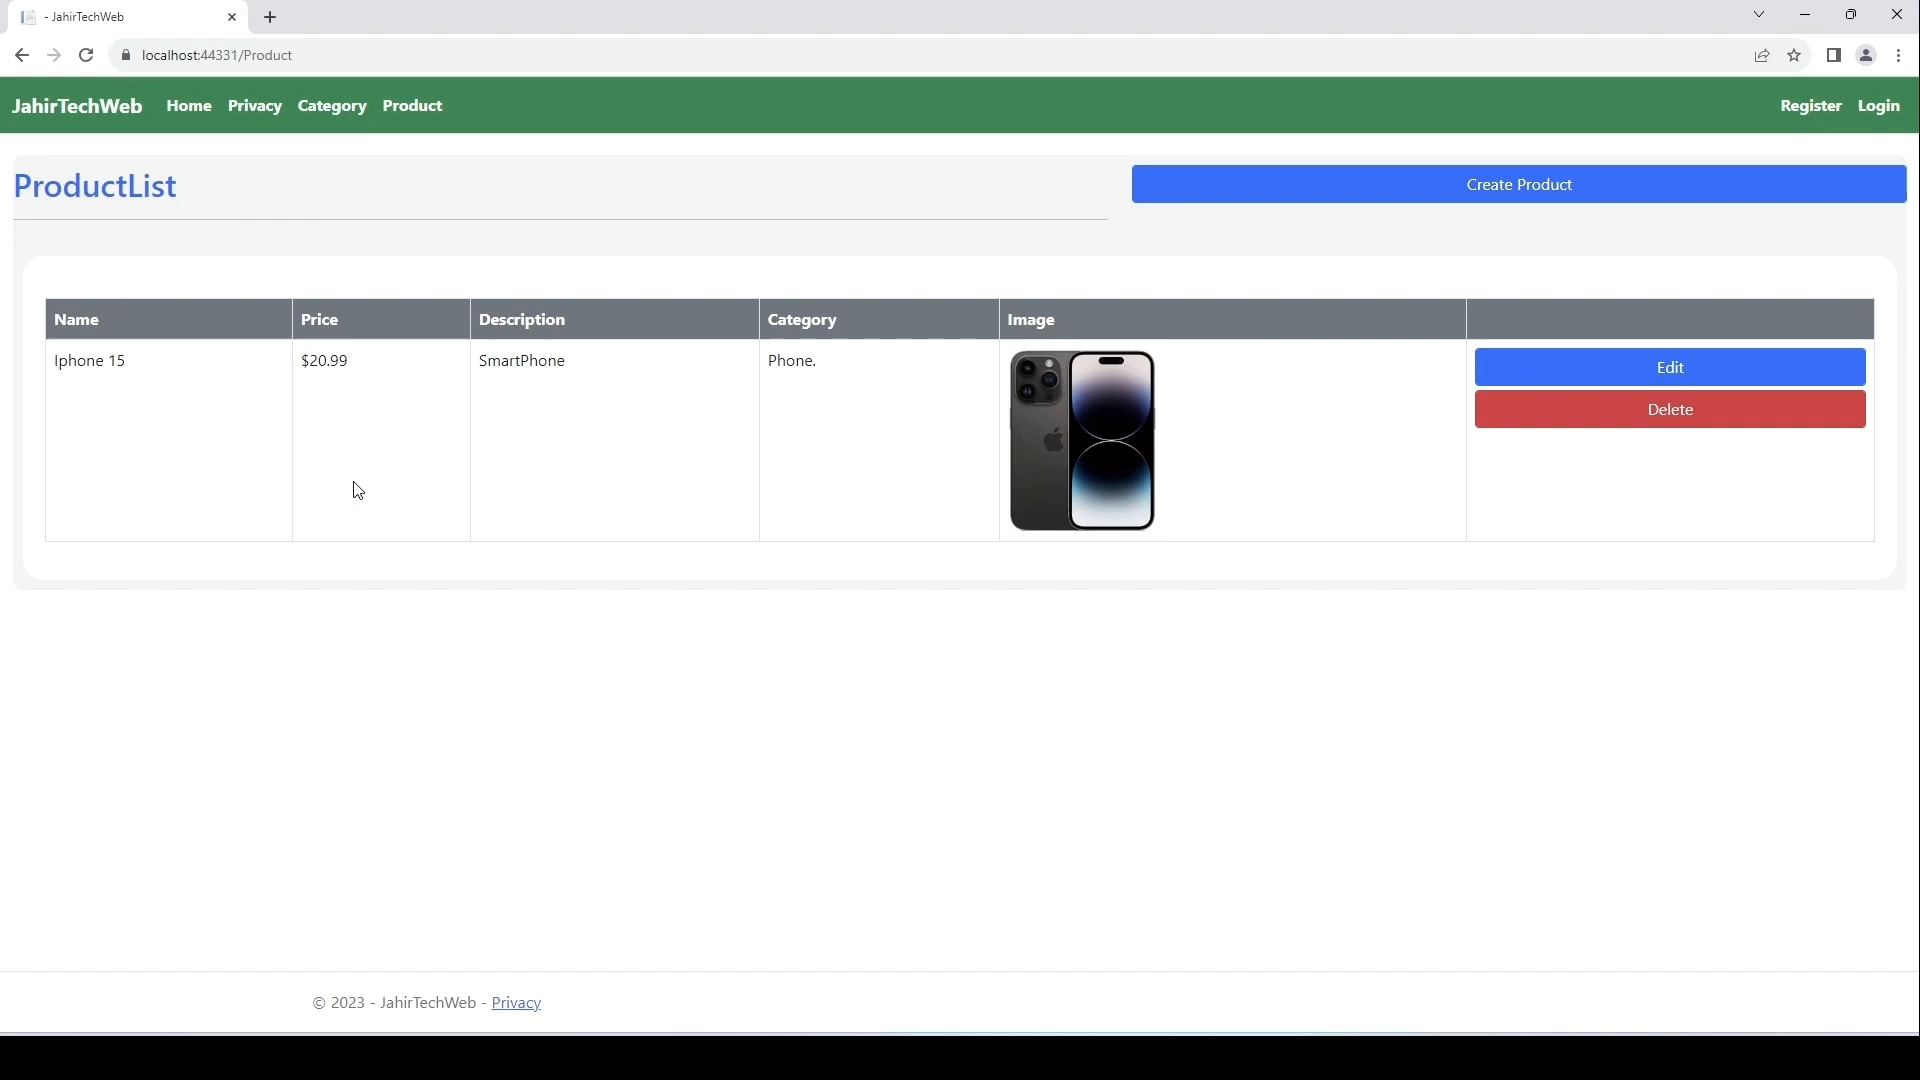 - JahirTechWeb
localhost:44331/Product
JahirTechWeb Home Privacy Category Product Register Login
ProductList Create Product
Name Price Description Category Image
Iphone 15 $20.99 SmartPhone Phone. Edit
Delete
© 2023 - JahirTechWeb - Privacy